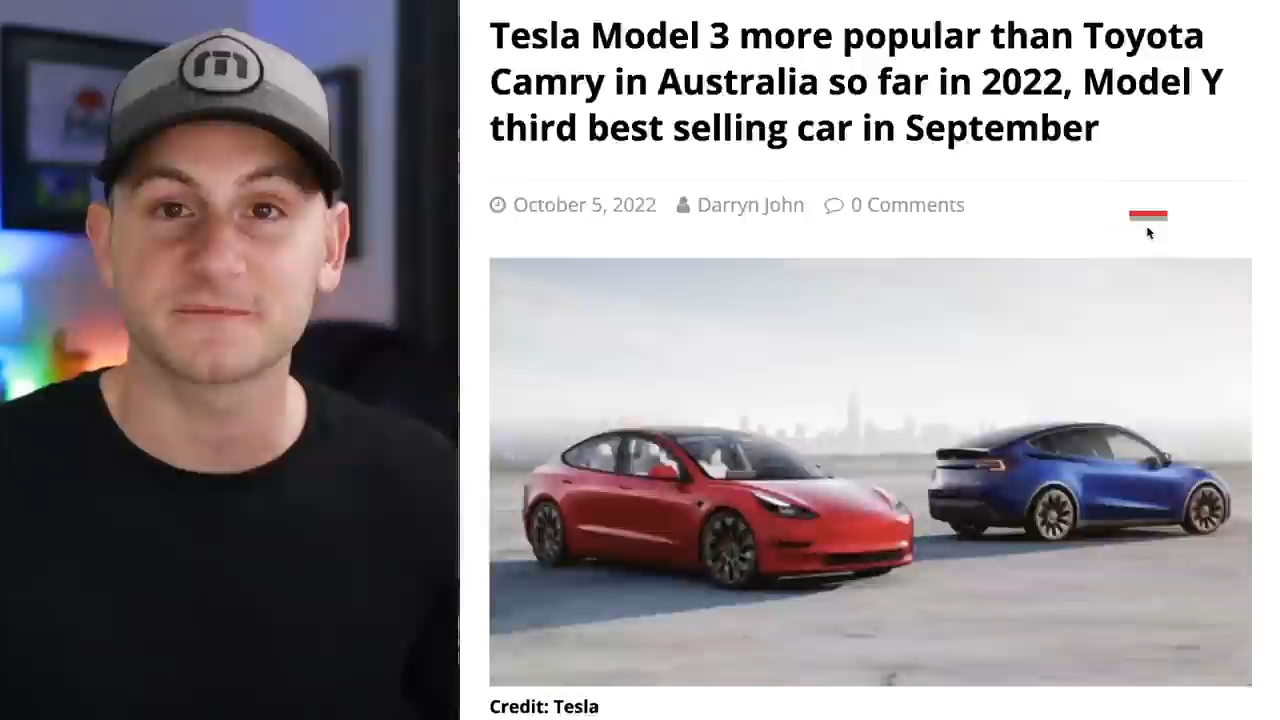 Tesla Model 3 more popular than Toyota
Camry in Australia so far in 2022, Model Y
third best selling car in September
October 5, 2022 Darryn John 0 Comments
Credit: Tesla